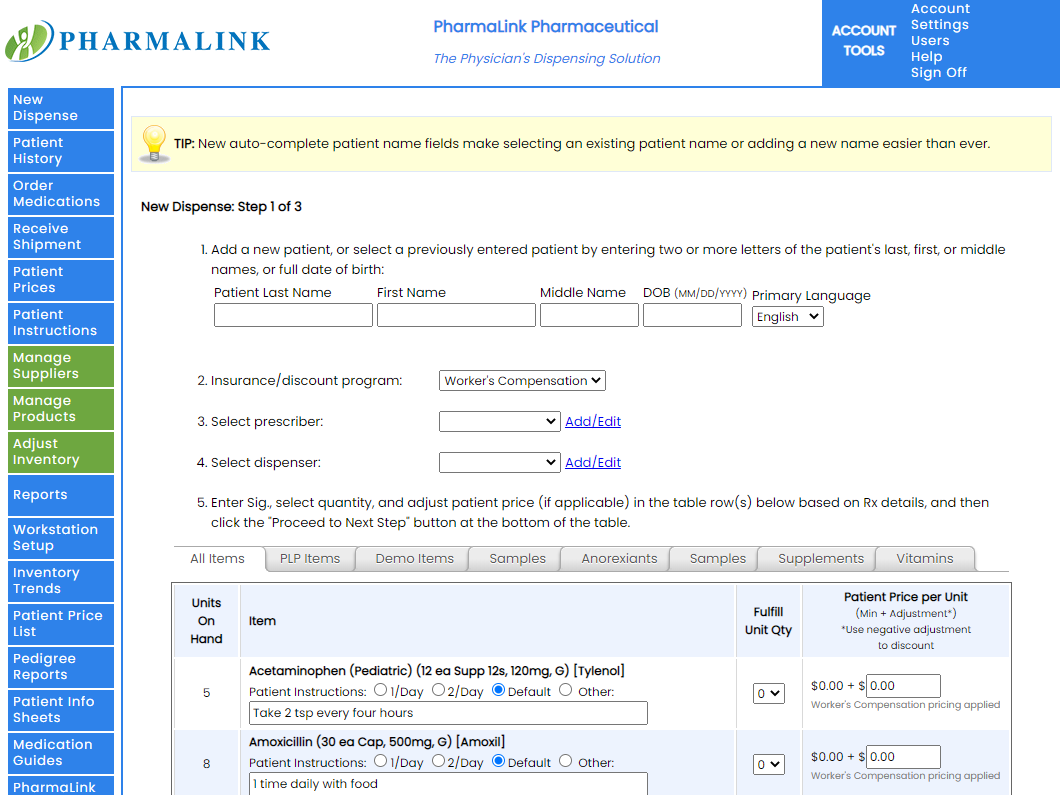 PHARMALINK
PharmaLink Pharmaceutical
The Physician's Dispensing Solution
ACCOUNT
TOOLS
Account
Settings
Users
Help
Sign Off
New
Dispense
Patient
History
Order
Medications
Receive
Shipment
Patient
Prices
Patient
Instructions
Manage
Suppliers
Manage
Products
Adjust
Inventory
Reports
Workstation
Setup
Inventory
Trends
Patient Price
List
Pedigree
Reports
Patient Info
Sheets
Medication
Guides
PharmaLink
TIP: New auto-complete patient name fields make selecting an existing patient name or adding a new name easier than ever.
New Dispense: Step 1 of 3
1. Add a new patient, or select a previously entered patient by entering two or more letters of the patient's last, first, or middle
names, or full date of birth:
Patient Last Name First Name Middle Name DOB (MM/DD/YYYY) Primary Language
English
2. Insurance/discount program: Worker's Compensation
3. Select prescriber: Add/Edit
4. Select dispenser: Add/Edit
5. Enter Sig., select quantity, and adjust patient price (if applicable) in the table row(s) below based on Rx details, and then
click the "Proceed to Next Step" button at the bottom of the table.
All Items PLP Items Demo Items Samples Anorexiants Samples Supplements Vitamins
Units
On
Hand
Item
Fulfill
Unit Qty
Patient Price per Unit
(Min + Adjustment*)
*Use negative adjustment
to discount
5
Acetaminophen (Pediatric) (12 ea Supp 12s, 120mg, G) [Tylenol]
Patient Instructions: 1/Day 2/Day Default Other:
Take 2 tsp every four hours
0
$0.00 + $ 0.00
Worker's Compensation pricing applied
8
Amoxicillin (30 ea Cap, 500mg, G) [Amoxil]
Patient Instructions: 1/Day 2/Day Default Other:
1 time daily with food
0
$0.00 + $ 0.00
Worker's Compensation pricing applied